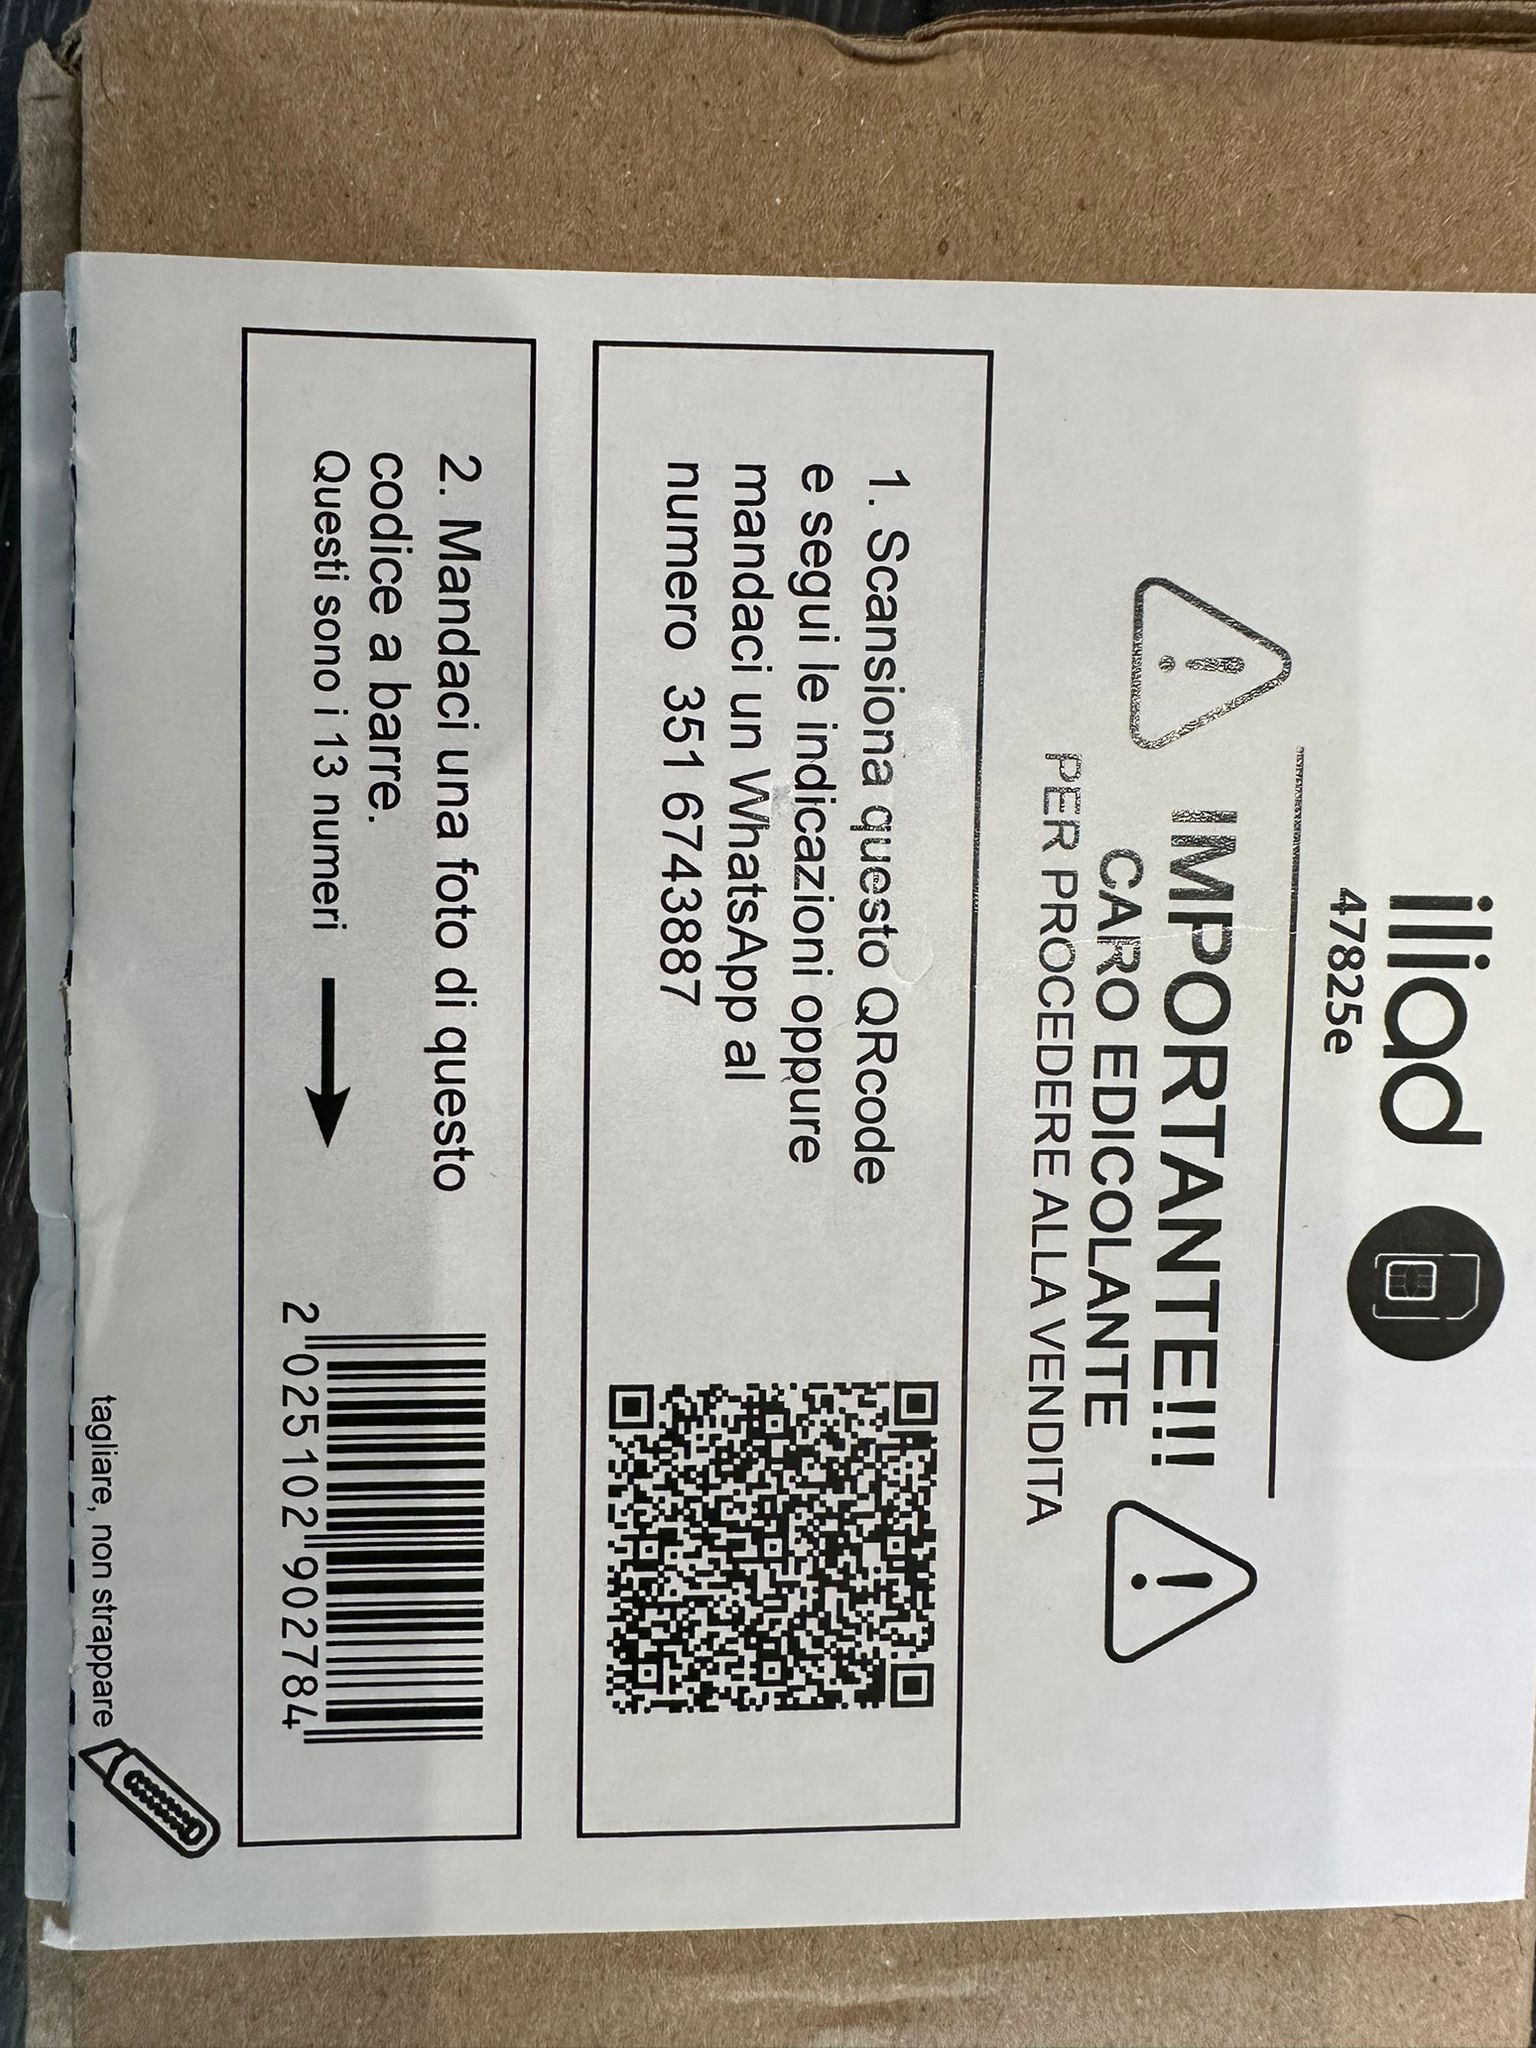 iliad
47825e
IMPORTANTE!!!
CARO EDICOLANTE
PER PROCEDERE ALLA VENDITA
1. Scansiona questo QRcode
e segui le indicazioni oppure
mandaci un WhatsApp al
numero 351 6743887
2. Mandaci una foto di questo
codice a barre.
Questi sono i 13 numeri
2 025102 902784
tagliare, non strappare